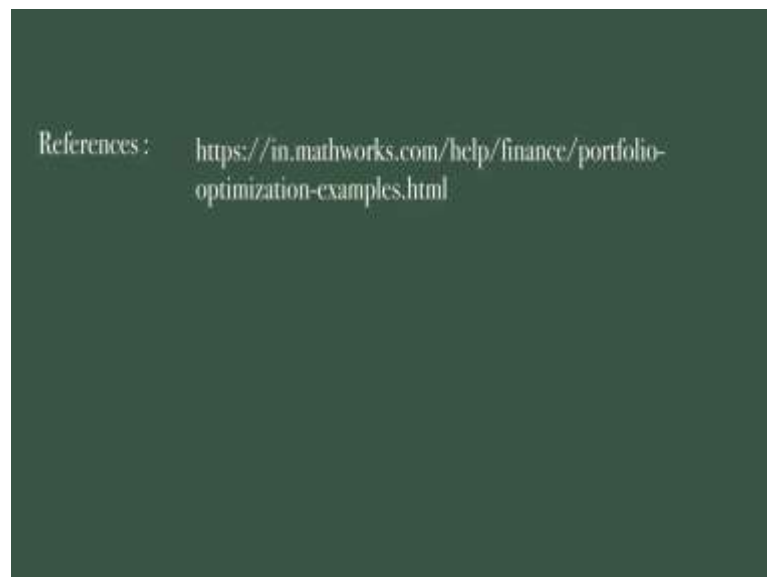 References :
https://in.mathworks.com/help/finance/portfolio-
optimization-examples.html